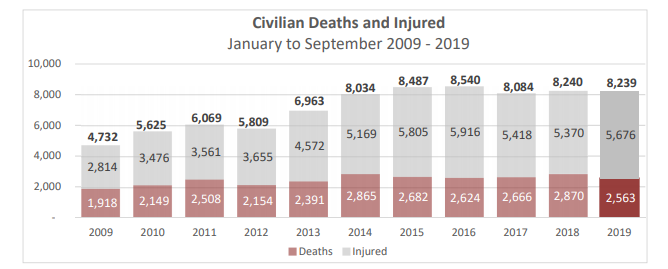 Civilian Deaths and Injured
January to September 2009 - 2019
10,000
8,000
6,000
4,000
2,000
-
4,732 5,625 6,069 5,809 6,963 8,034 8,487 8,540 8,084 8,240 8,239
2,814 3,476 3,561 3,655 4,572 5,169 5,805 5,916 5,418 5,370 5,676
1,918 2,149 2,508 2,154 2,391 2,865 2,682 2,624 2,666 2,870 2,563
2009 2010 2011 2012 2013 2014 2015 2016 2017 2018 2019
Deaths Injured